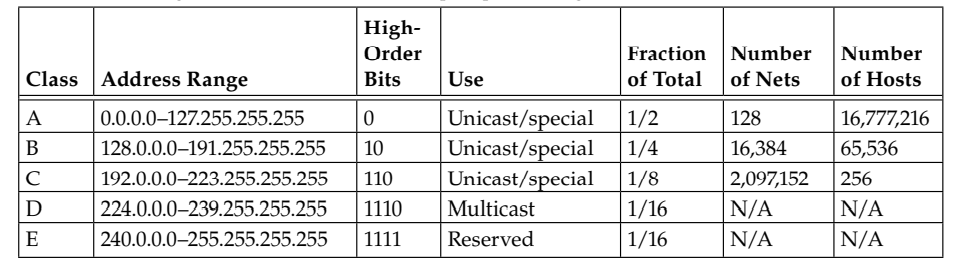 High-
Order Fraction Number Number
Class Address Range Bits Use of Total of Nets of Hosts
A 0.0.0.0–127.255.255.255 0 Unicast/special 1/2 128 16,777,216
B 128.0.0.0–191.255.255.255 10 Unicast/special 1/4 16,384 65,536
C 192.0.0.0–223.255.255.255 110 Unicast/special 1/8 2,097,152 256
D 224.0.0.0–239.255.255.255 1110 Multicast 1/16 N/A N/A
E 240.0.0.0–255.255.255.255 1111 Reserved 1/16 N/A N/A